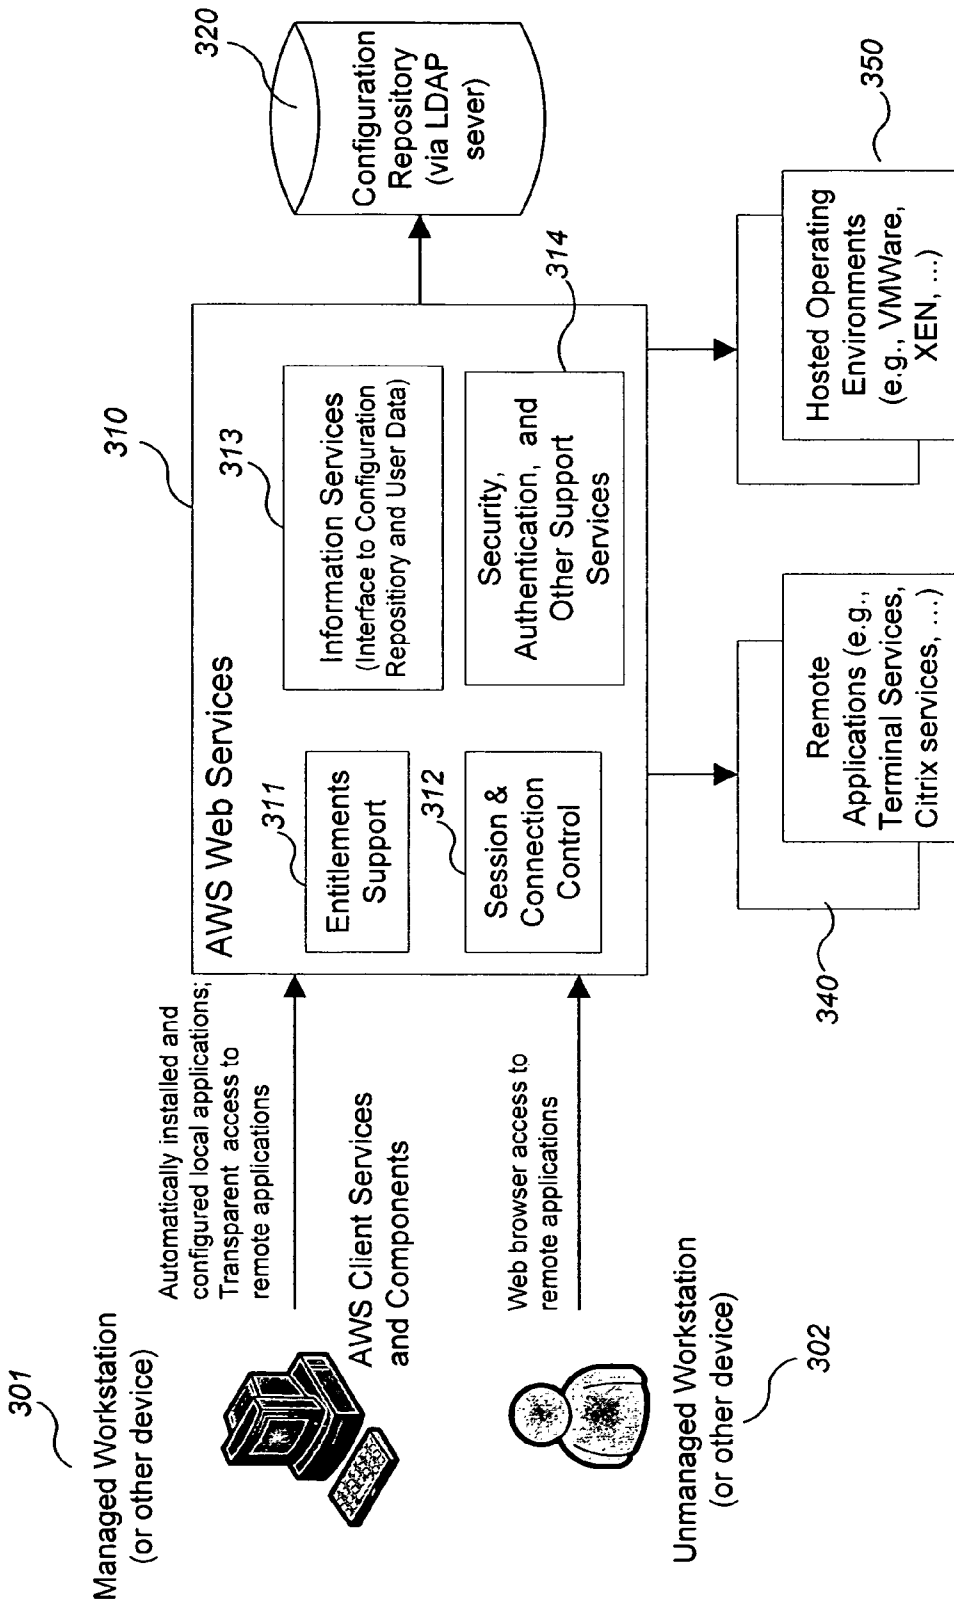 301
Managed Workstation
(or other device)
AWS Client Services
and Components
Automatically installed and
configured local applications;
Transparent access to
remote applications
Unmanaged Workstation
(or other device)
302
Web browser access to
remote applications
310
AWS Web Services
311
Entitlements
Support
312
Session &
Connection
Control
313
Information Services
(Interface to Configuration
Repository and User Data)
314
Security,
Authentication, and
Other Support
Services
320
Configuration
Repository
(via LDAP
sever)
340
Remote
Applications (e.g.,
Terminal Services,
Citrix services, ...)
350
Hosted Operating
Environments
(e.g., VMWare,
XEN, ...)